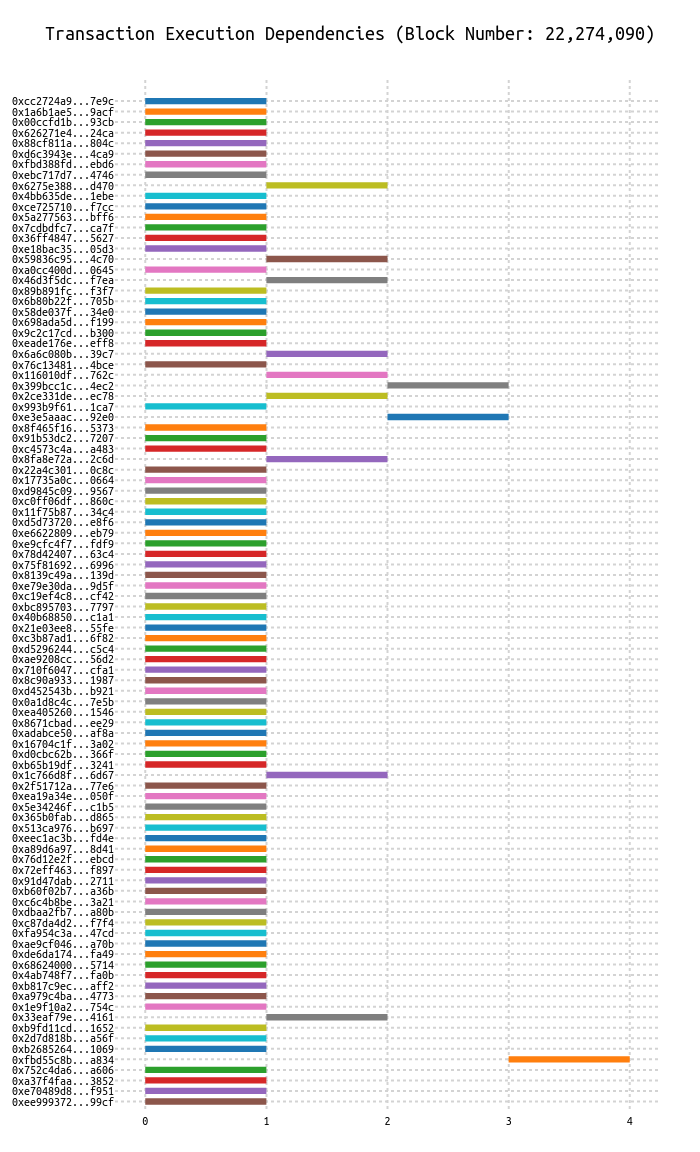 Transaction Execution Dependencies (Block Number: 22,274,090)
0xcc2724a9...7e9c
0x1a6b1ae5...9acf
0x00ccfd1b...93cb
0x626271e4...24ca
0x88cf811a...804c
0xd6c3943e...4ca9
0xfbd388fd...ebd6
0xebc717d7...4746
0x6275e388...d470
0x4bb635de...1ebe
0xce725710...f7cc
0x5a277563...bff6
0x7cdbdfc7...ca7f
0x36ff4847...5627
0xe18bac35...05d3
0x59836c95...4c70
0xa0cc400d...0645
0x46d3f5dc...f7ea
0x89b891fc...f3f7
0x6b80b22f...705b
0x58de037f...34e0
0x698ada5d...f199
0x9c2c17cd...b300
0xeade176e...eff8
0x6a6c080b...39c7
0x76c13481...4bce
0x116010df...762c
0x399bcc1c...4ec2
0x2ce331de...ec78
0x993b9f61...1ca7
0xe3e5aaac...92e0
0x8f465f16...5373
0x91b53dc2...7207
0xc4573c4a...a483
0x8fa8e72a...2c6d
0x22a4c301...0c8c
0x17735a0c...0664
0xd9845c09...9567
0xc0ff06df...860c
0x11f75b87...34c4
0xd5d73720...e8f6
0xe6622809...eb79
0xe9cfc4f7...fdf9
0x78d42407...63c4
0x75f81692...6996
0x8139c49a...139d
0xe79e30da...9d5f
0xc19ef4c8...cf42
0xbc895703...7797
0x40b68850...c1a1
0x21e03ee8...55fe
0xc3b87ad1...6f82
0xd5296244...c5c4
0xae9208cc...56d2
0x710f6047...cfa1
0x8c90a933...1987
0xd452543b...b921
0x0a1d8c4c...7e5b
0xea405260...1546
0x8671cbad...ee29
0xadabce50...af8a
0x16704c1f...3a02
0xd0cbc62b...366f
0xb65b19df...3241
0x1c766d8f...6d67
0x2f51712a...77e6
0xea19a34e...050f
0x5e34246f...c1b5
0x365b0fab...d865
0x513ca976...b697
0xeec1ac3b...fd4e
0xa89d6a97...8d41
0x76d12e2f...ebcd
0x72eff463...f897
0x91d47dab...2711
0xb60f02b7...a36b
0xc6c4b8be...3a21
0xdbaa2fb7...a80b
0xc87da4d2...f7f4
0xfa954c3a...47cd
0xae9cf046...a70b
0xde6da174...fa49
0x68624000...5714
0x4ab748f7...fa0b
0xb817c9ec...aff2
0xa979c4ba...4773
0x1e9f10a2...754c
0x33eaf79e...4161
0xb9fd11cd...1652
0x2d7d818b...a56f
0xb2685264...1069
0xfbd55c8b...a834
0x752c4da6...a606
0xa37f4faa...3852
0xe70489d8...f951
0xee999372...99cf
0 1 2 3 4